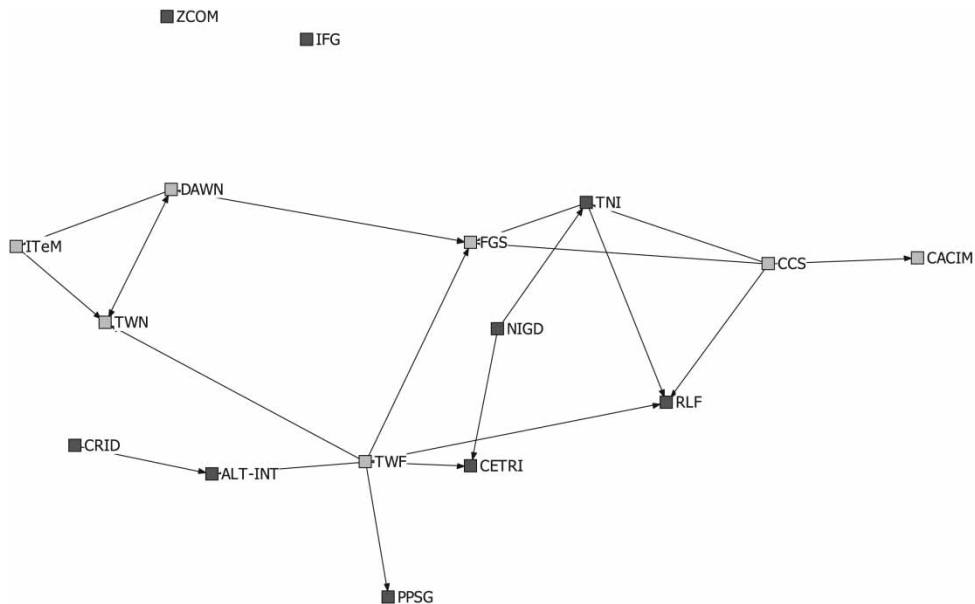 ZCOM
IFG
DAWN
TNI
ITeM
FGS
CCS
CACIM
TWN
NIGD
RLF
CRID
ALT-INT
TWF
CETRI
PPSG